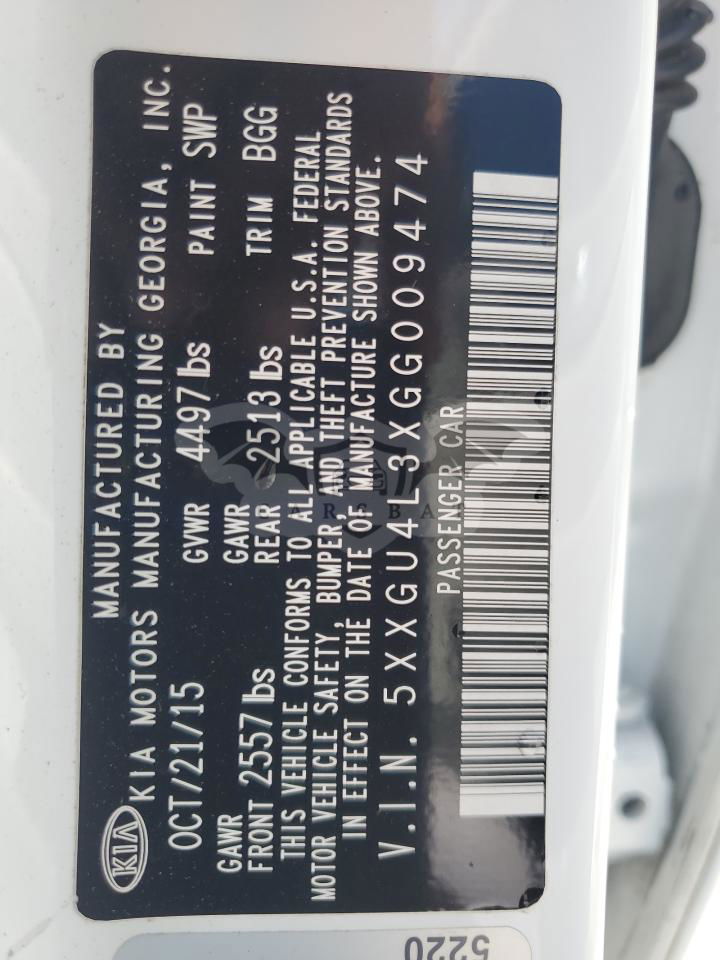 MANUFACTURED BY
KIA KIA MOTORS MANUFACTURING GEORGIA, INC.
OCT/21/15 GVWR 4497 lbs PAINT SWP
GAWR FRONT 2557 lbs GAWR REAR 2513 lbs TRIM BGG
THIS VEHICLE CONFORMS TO ALL APPLICABLE U.S.A. FEDERAL
MOTOR VEHICLE SAFETY, BUMPER, AND THEFT PREVENTION STANDARDS
IN EFFECT ON THE DATE OF MANUFACTURE SHOWN ABOVE.
V.I.N. 5XXGU4L3XGG009474
PASSENGER CAR
5220